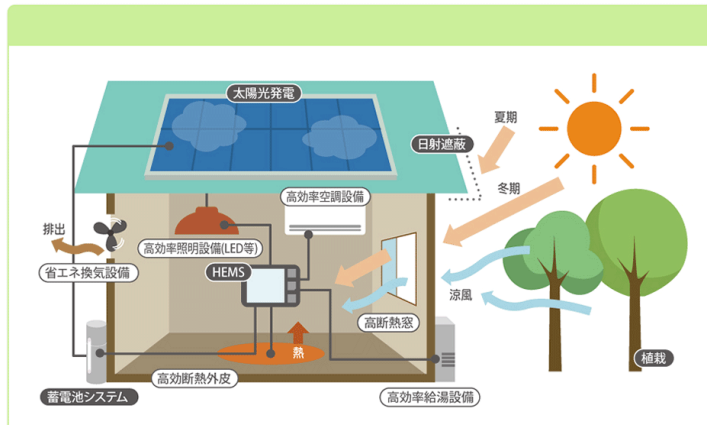 太陽光発電
夏期
日射遮蔽
冬期
高効率空調設備
排出
高効率照明設備(LED等)
省エネ換気設備
HEMS
涼風
高断熱窓
熱
植栽
高効断熱外皮
蓄電池システム
高効率給湯設備